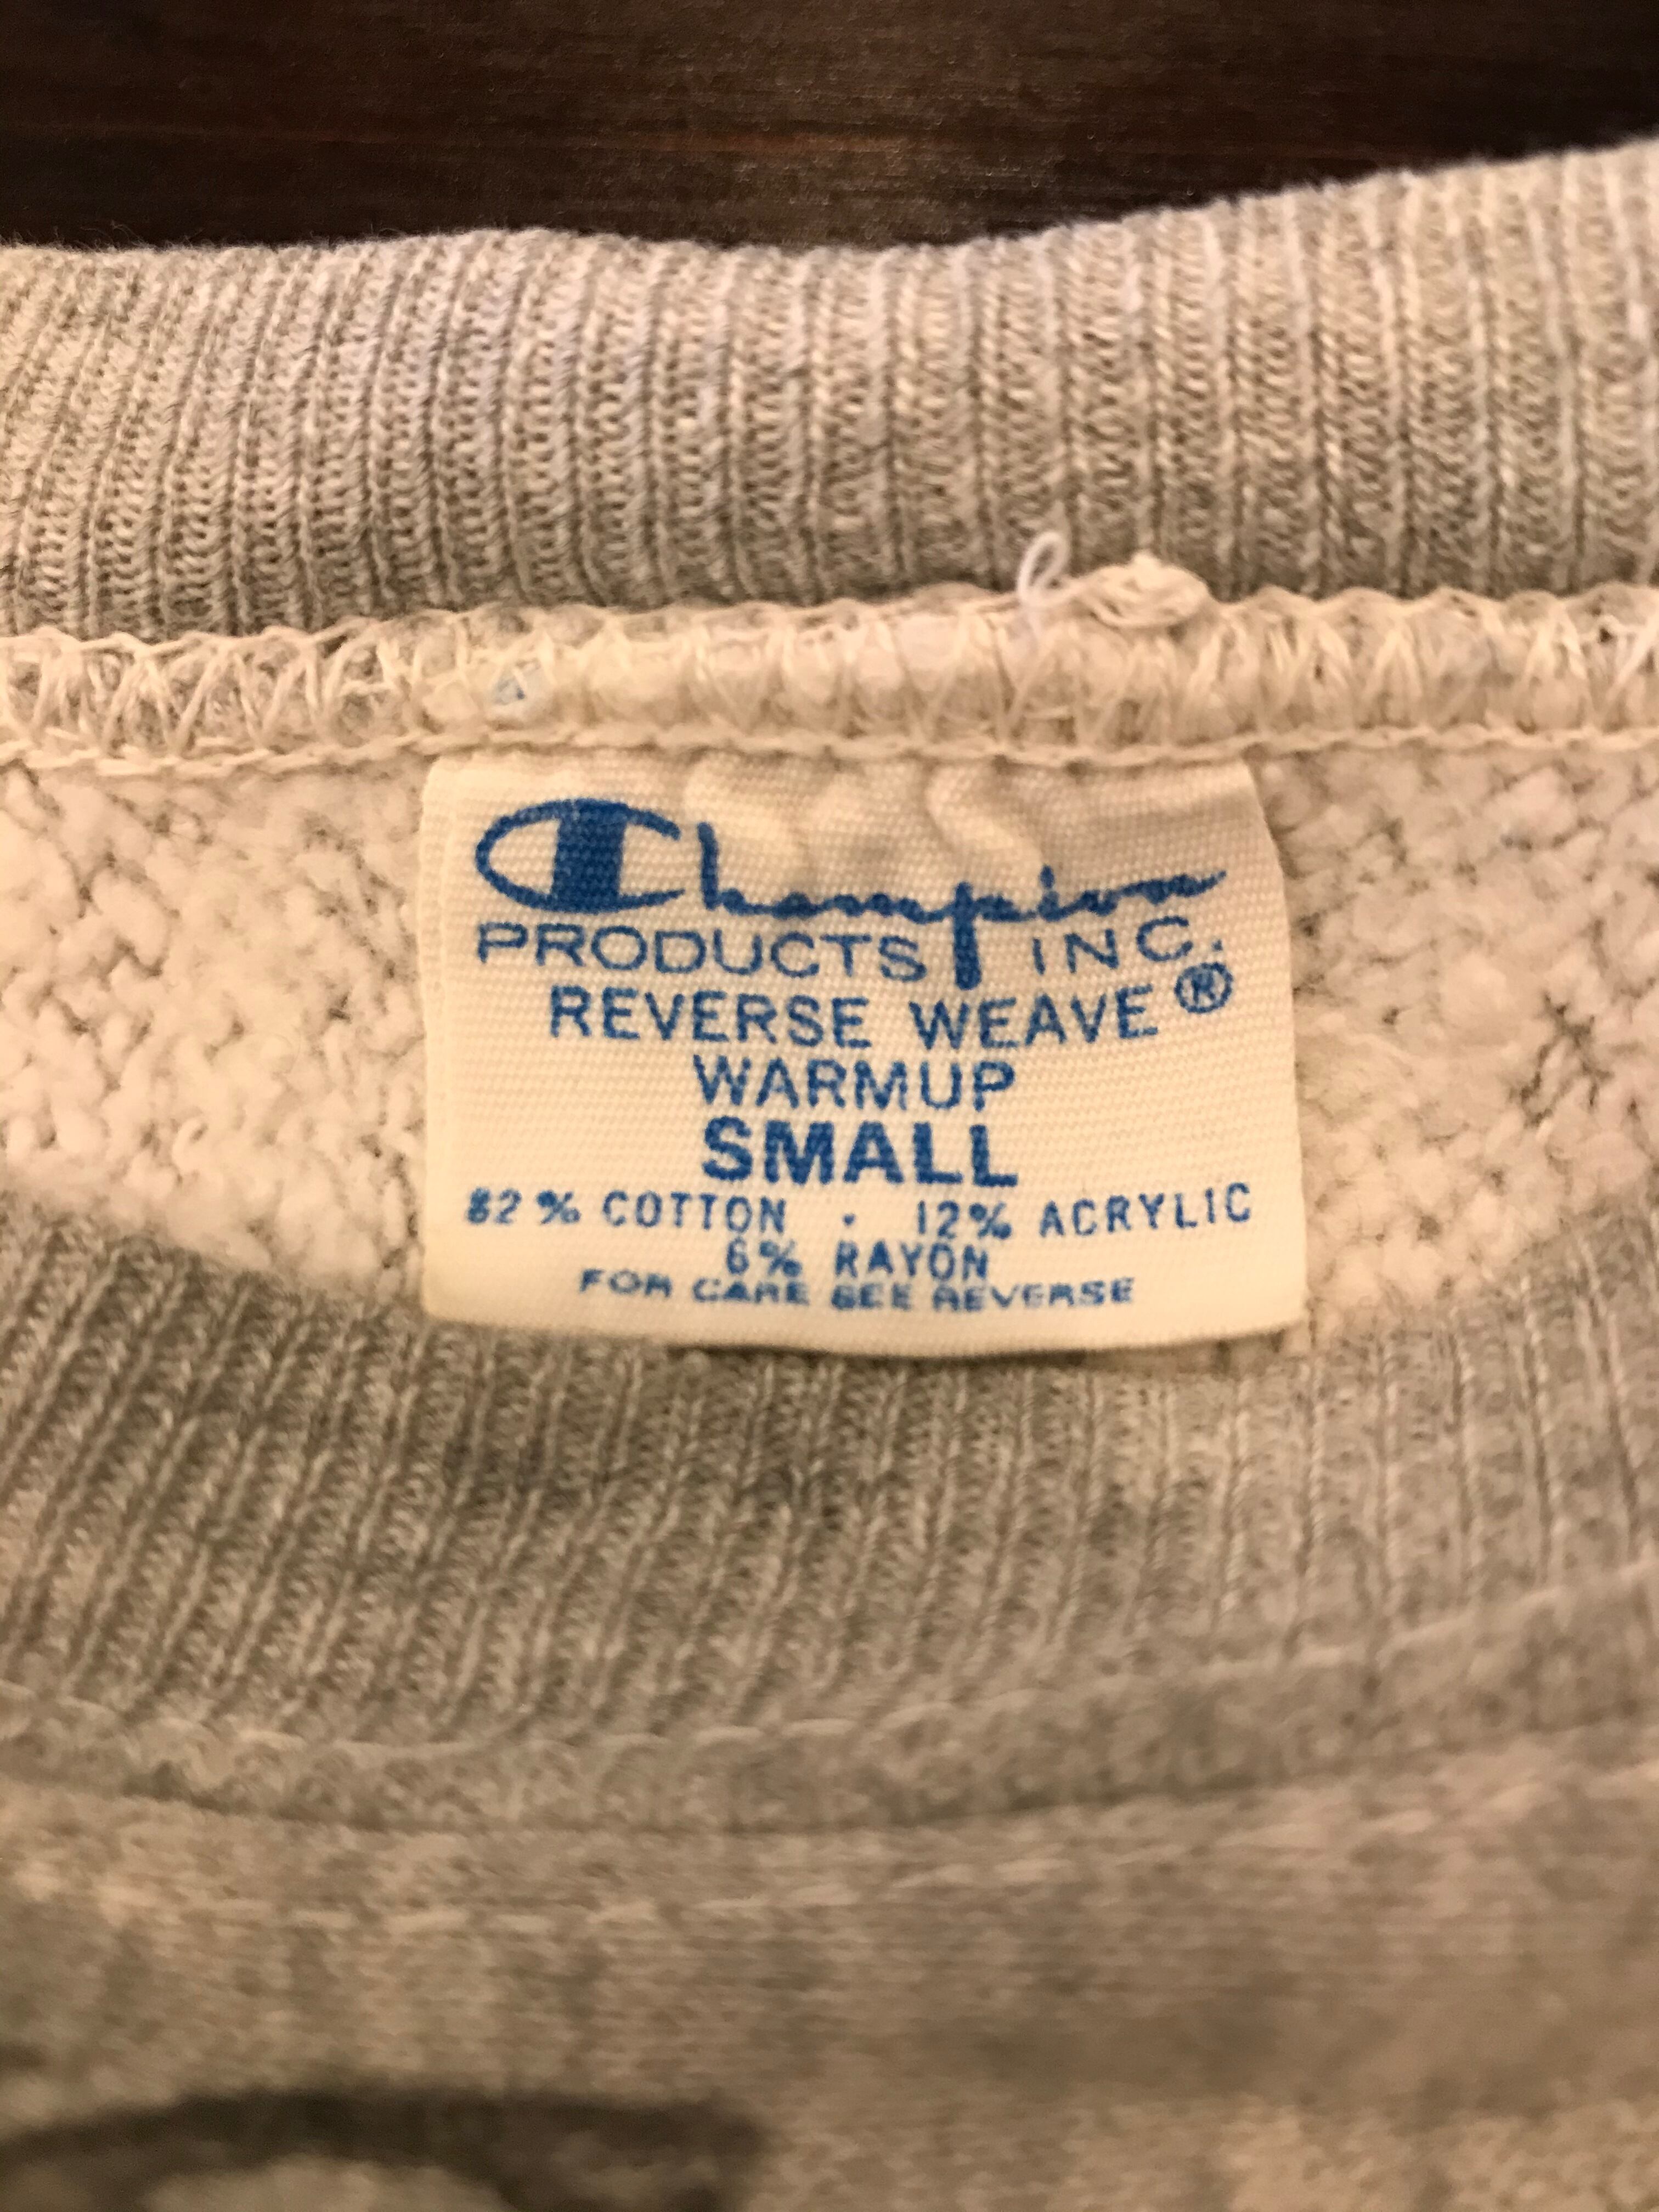 Champion
PRODUCTS INC.
REVERSE WEAVE®
WARMUP
SMALL
82% COTTON · 12% ACRYLIC
6% RAYON
FOR CARE SEE REVERSE